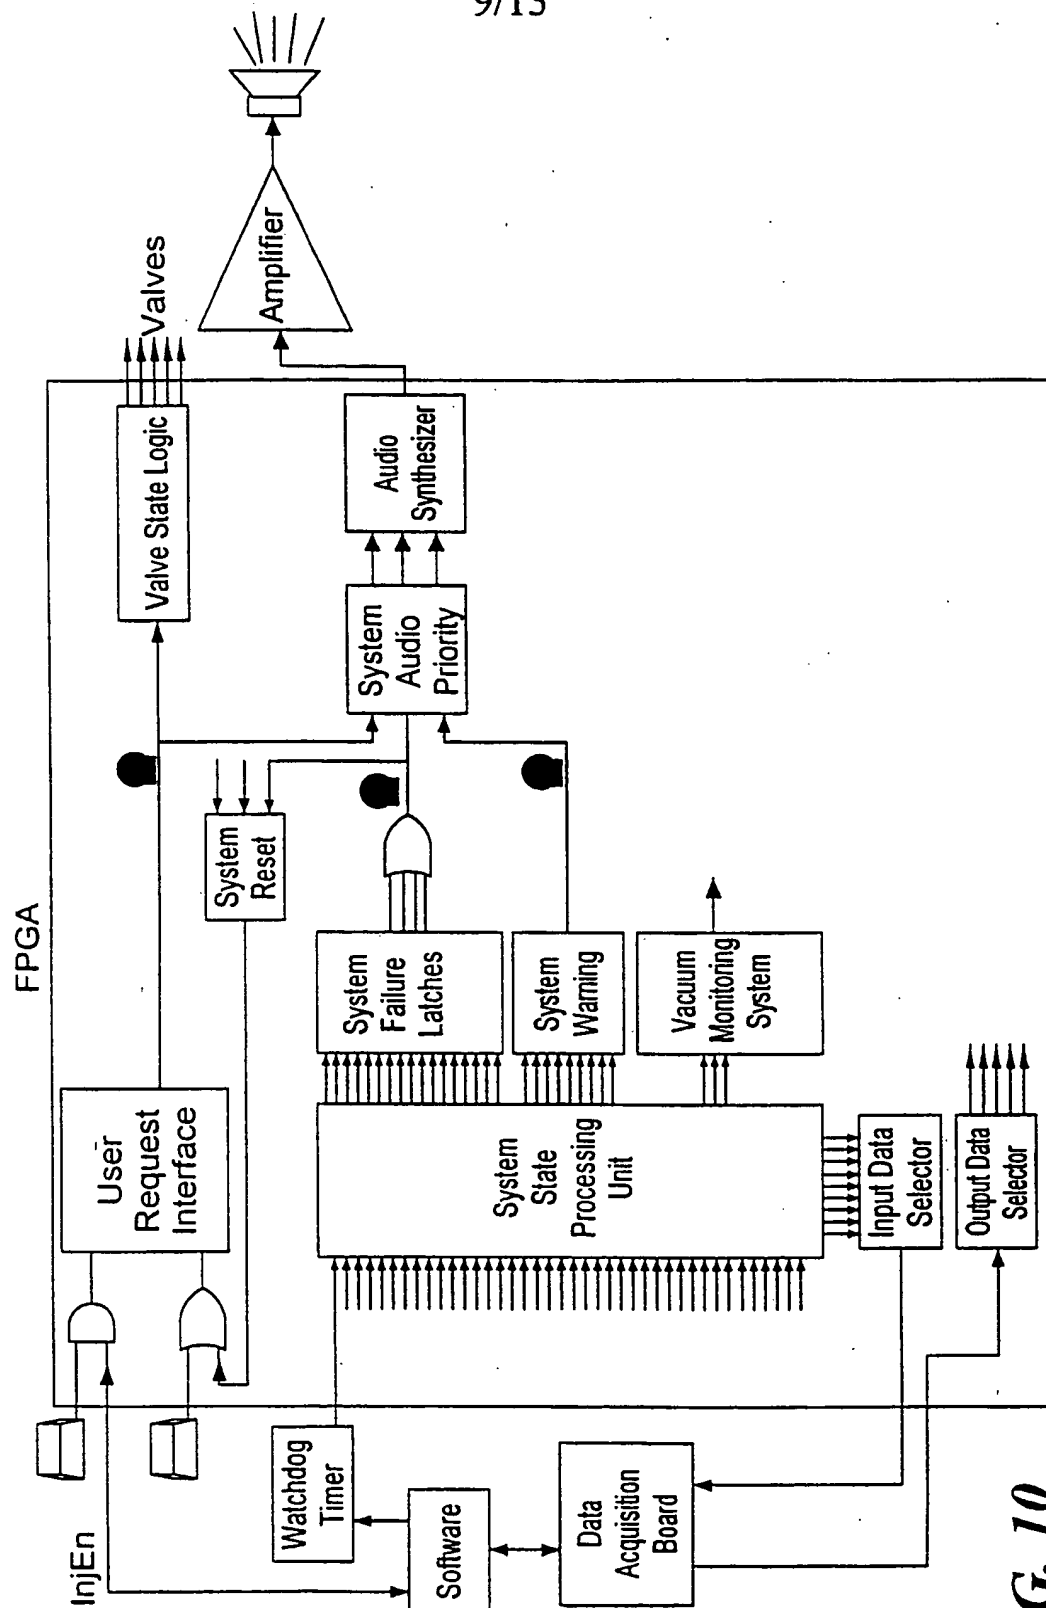 9/15
FPGA
InjEn
User
Request
Interface
Valve State Logic
Valves
System
Reset
System
Audio
Priority
Audio
Synthesizer
Amplifier
Watchdog
Timer
Software
Data
Acquisition
Board
System
State
Processing
Unit
System
Failure
Latches
System
Warning
Vacuum
Monitoring
System
Input Data
Selector
Output Data
Selector
G. 10